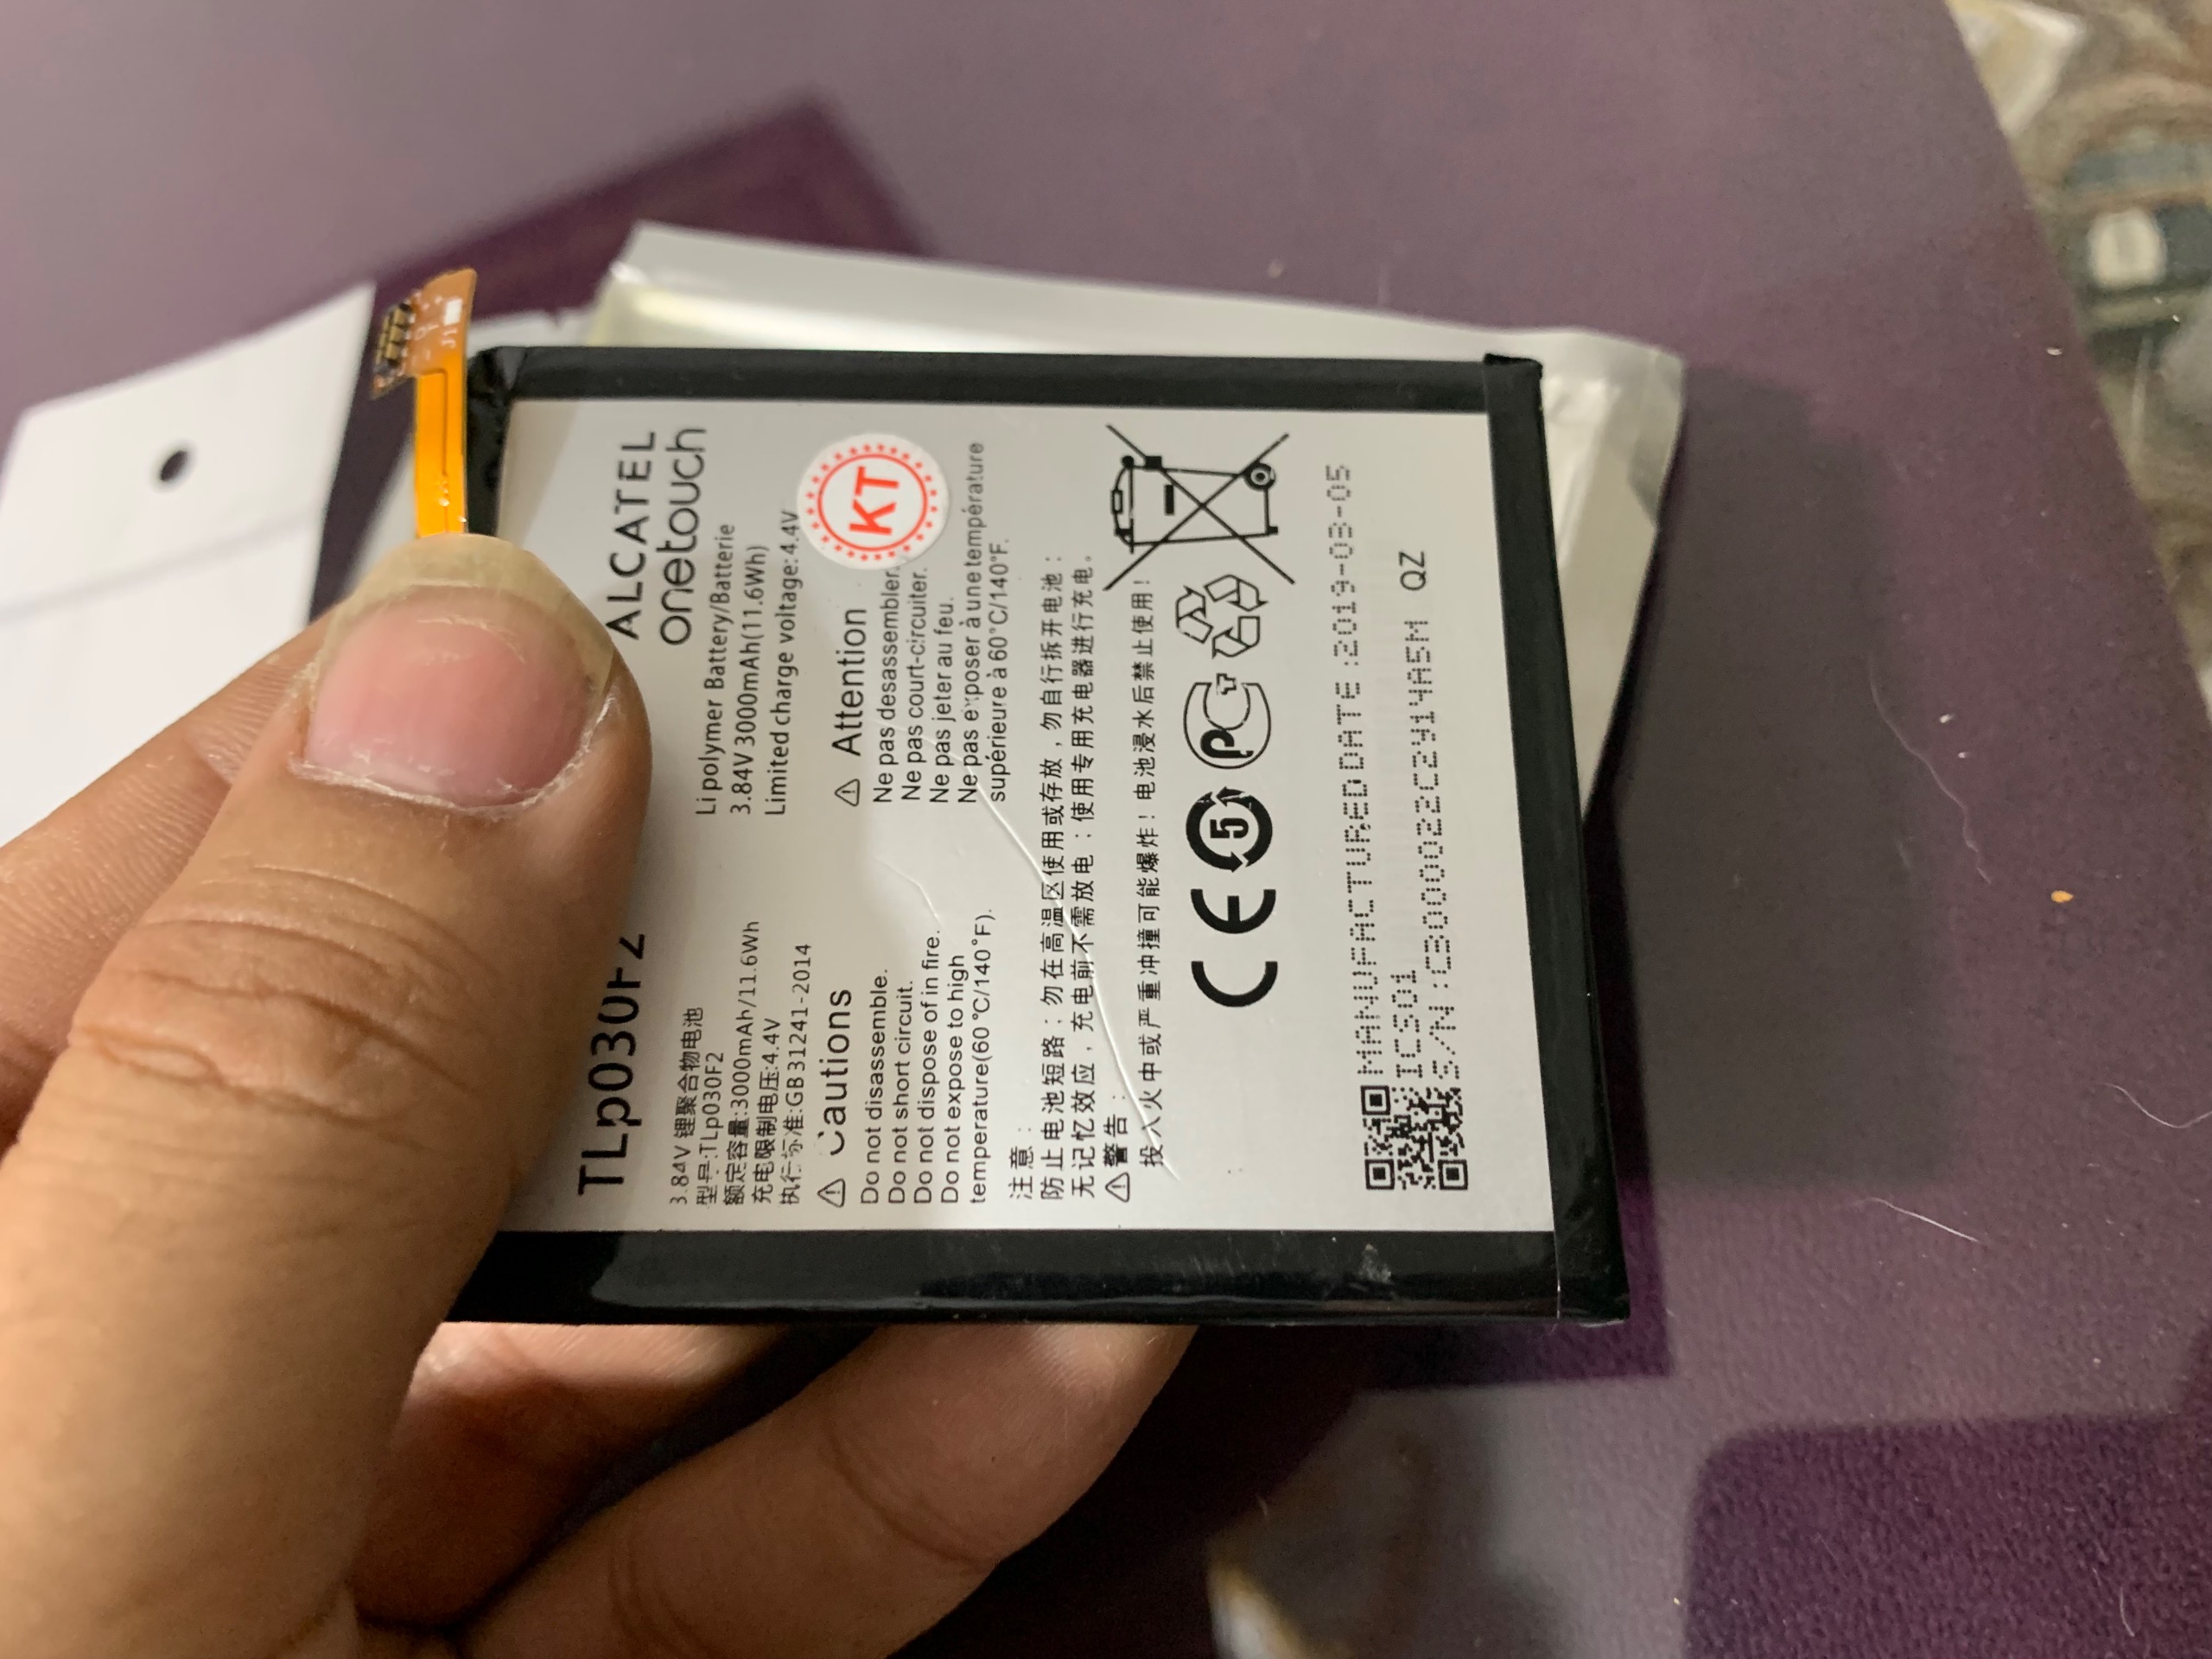 TLp030F2
ALCATEL
onetouch
3.84V 锂聚合物电池
型号:TLp030F2
额定容量:3000mAh/11.6Wh
充电限制电压:4.4V
执行标准:GB31241-2014
Li polymer Battery/Batterie
3.84V 3000mAh(11.6Wh)
Limited charge voltage:4.4V
KT
Cautions
Do not disassemble.
Do not short circuit.
Do not dispose of in fire.
Do not expose to high
temperature(60 °C/140°F).
Attention
Ne pas desassembler.
Ne pas court-circuiter.
Ne pas jeter au feu.
Ne pas exposer à une température
supérieure à 60°C/140°F.
注意：
防止电池短路；勿在高温区使用或存放，勿自行拆开电池；
无记忆效应，充电前不需放电；使用专用充电器进行充电。
警告：
投入火中或严重冲撞可能爆炸！电池浸水后禁止使用！
CE 5 PC
MANUFACTURED DATE:2019-03-05
ICS01
S/N:C300022C2914A5M QZ
J1